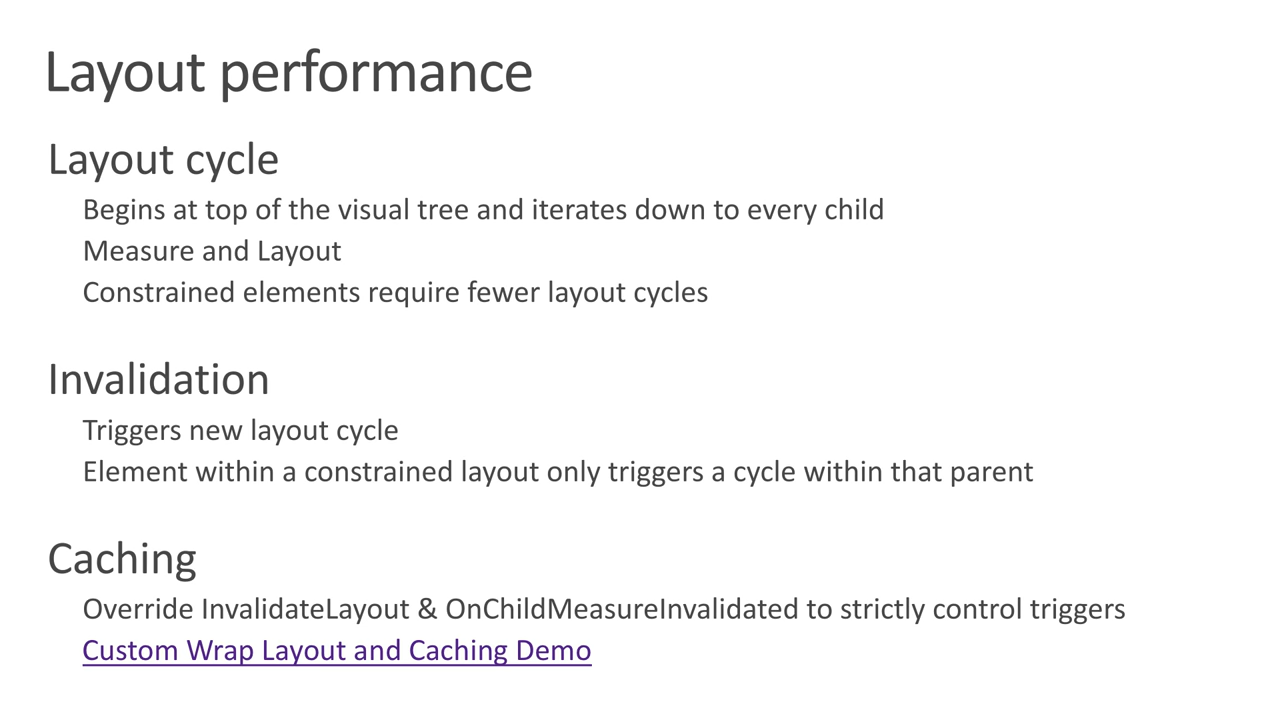 Layout performance
Layout cycle
Begins at top of the visual tree and iterates down to every child
Measure and Layout
Constrained elements require fewer layout cycles
Invalidation
Triggers new layout cycle
Element within a constrained layout only triggers a cycle within that parent
Caching
Override InvalidateLayout & OnChildMeasureInvalidated to strictly control triggers
Custom Wrap Layout and Caching Demo